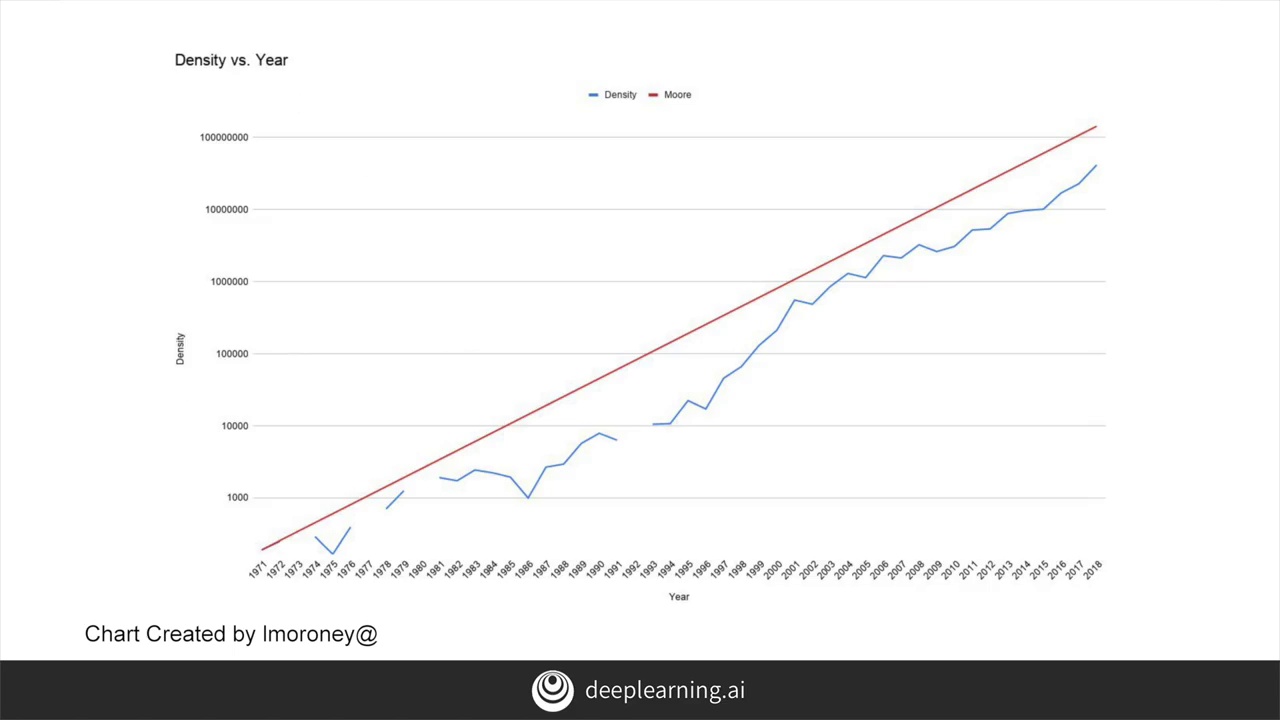 Density vs. Year
Density Moore
100000000
10000000
1000000
100000
10000
1000
Density
1971 1972 1973 1974 1975 1976 1977 1978 1979 1980 1981 1982 1983 1984 1985 1986 1987 1988 1989 1990 1991 1992 1993 1994 1995 1996 1997 1998 1999 2000 2001 2002 2003 2004 2005 2006 2007 2008 2009 2010 2011 2012 2013 2014 2015 2016 2017 2018
Year
Chart Created by lmoroney@
deeplearning.ai